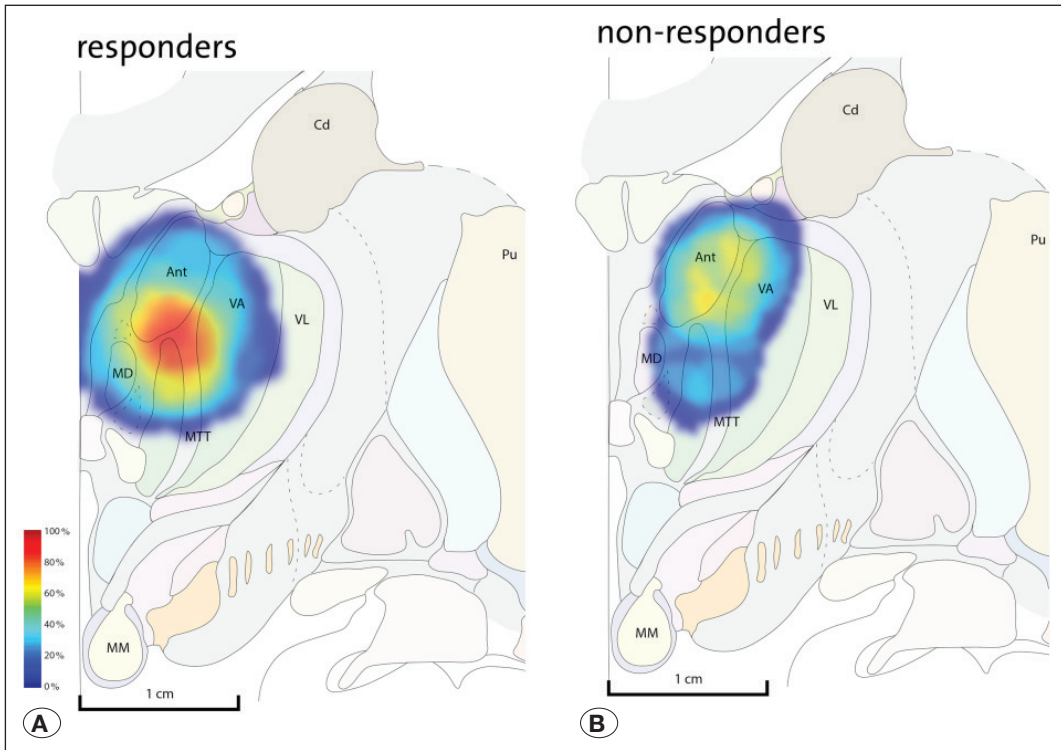 responders
Cd
Ant
VA
VL
Pu
MD
MTT
100 %
80 %
60 %
40 %
20 %
0 %
MM
1 cm
A
non-responders
Cd
Ant
VA
VL
Pu
MD
MTT
MM
1 cm
B